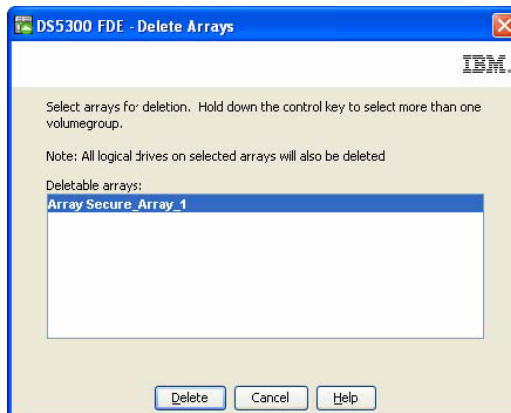 DS5300 FDE - Delete Arrays
IBM.
Select arrays for deletion. Hold down the control key to select more than one
volumegroup.
Note: All logical drives on selected arrays will also be deleted
Deletable arrays:
Array Secure_Array_1
Delete
Cancel
Help